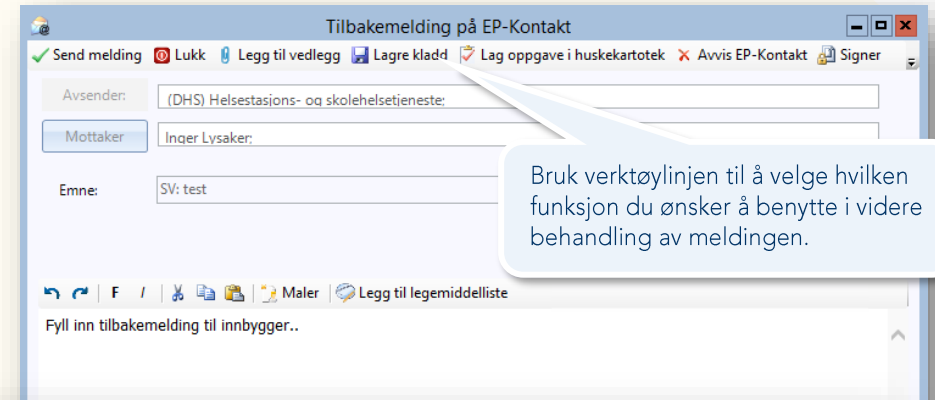 Tilbakemelding på EP-Kontakt
Send melding Lukk Legg til vedlegg Lagre kladd Lag oppgave i huskekartotek Avvis EP-Kontakt Signer
Avsender: (DHS) Helsestasjons- og skolehelsetjeneste;
Mottaker Inger Lysaker;
Emne: SV: test
Bruk verktøylinjen til å velge hvilken
funksjon du ønsker å benytte i videre
behandling av meldingen.
F I Maler Legg til legemiddelliste
Fyll inn tilbakemelding til innbygger..